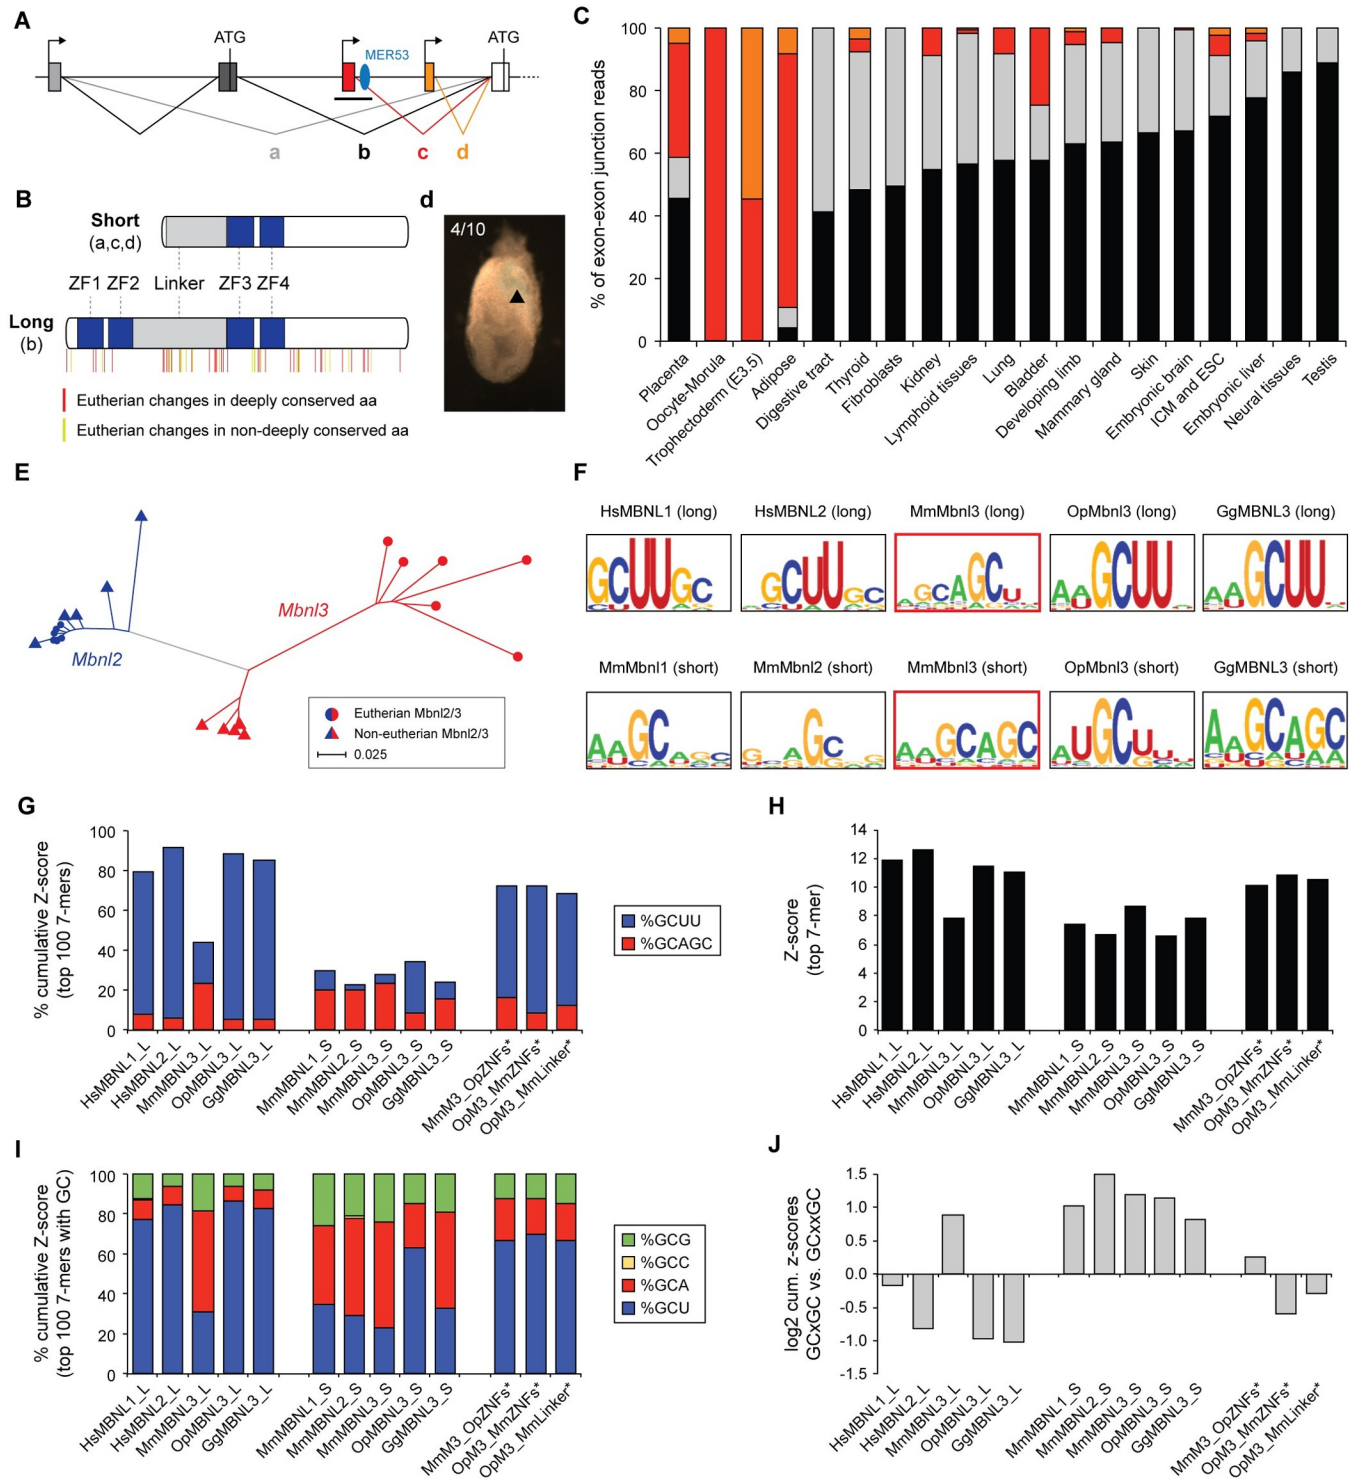 A
ATG
MER53
ATG
a
b
c
d
B
Short
(a,c,d)
ZF1
ZF2
Linker
ZF3
ZF4
Long
(b)
Eutherian changes in deeply conserved aa
Eutherian changes in non-deeply conserved aa
d
4/10
C
% of exon-exon junction reads
100
80
60
40
20
0
Placenta
Oocyte-Morula
Trophectoderm (E3.5)
Adipose
Digestive tract
Thyroid
Fibroblasts
Kidney
Lymphoid tissues
Lung
Bladder
Developing limb
Mammary gland
Skin
Embryonic brain
ICM and ESC
Embryonic liver
Neural tissues
Testis
E
Mbnl3
Mbnl2
Eutherian Mbnl2/3
Non-eutherian Mbnl2/3
0.025
F
HsMBNL1 (long)
HsMBNL2 (long)
MmMbnl3 (long)
OpMbnl3 (long)
GgMBNL3 (long)
MmMbnl1 (short)
MmMbnl2 (short)
MmMbnl3 (short)
OpMbnl3 (short)
GgMBNL3 (short)
G
% cumulative Z-score
(top 100 7-mers)
100
80
60
40
20
0
HsMBNL1_L
HsMBNL2_L
MmMBNL3_L
OpMBNL3_L
GgMBNL3_L
MmMBNL1_S
MmMBNL2_S
MmMBNL3_S
OpMBNL3_S
GgMBNL3_S
MmM3_OpZNFs*
OpM3_MmZNFs*
OpM3_MmLinker*
%GCUU
%GCAGC
H
Z-score
(top 7-mer)
14
12
10
8
6
4
2
0
HsMBNL1_L
HsMBNL2_L
MmMBNL3_L
OpMBNL3_L
GgMBNL3_L
MmMBNL1_S
MmMBNL2_S
MmMBNL3_S
OpMBNL3_S
GgMBNL3_S
MmM3_OpZNFs*
OpM3_MmZNFs*
OpM3_MmLinker*
I
% cumulative Z-score
(top 100 7-mers with GC)
100
80
60
40
20
0
HsMBNL1_L
HsMBNL2_L
MmMBNL3_L
OpMBNL3_L
GgMBNL3_L
MmMBNL1_S
MmMBNL2_S
MmMBNL3_S
OpMBNL3_S
GgMBNL3_S
MmM3_OpZNFs*
OpM3_MmZNFs*
OpM3_MmLinker*
%GCG
%GCC
%GCA
%GCU
J
log2 cum. z-scores
GCxGC vs. GCxxGC
1.5
1.0
0.5
0.0
-0.5
-1.0
-1.5
HsMBNL1_L
HsMBNL2_L
MmMBNL3_L
OpMBNL3_L
GgMBNL3_L
MmMBNL1_S
MmMBNL2_S
MmMBNL3_S
OpMBNL3_S
GgMBNL3_S
MmM3_OpZNFs*
OpM3_MmZNFs*
OpM3_MmLinker*